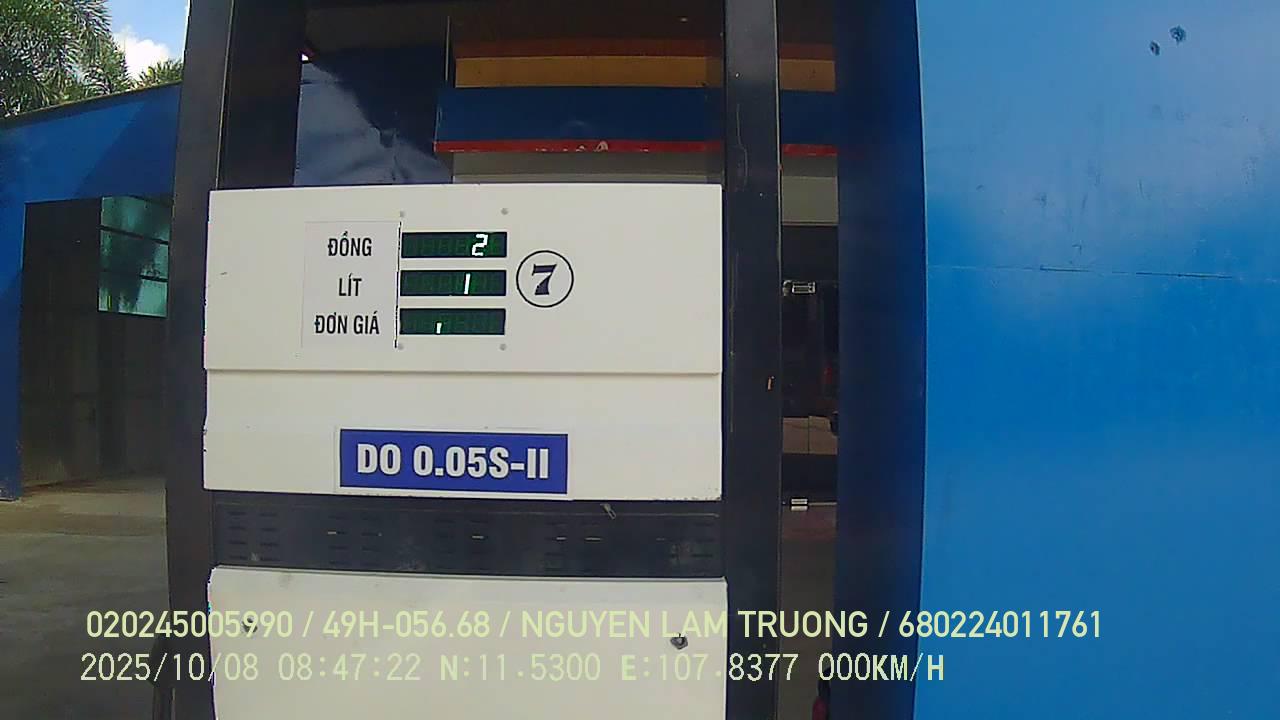 ĐỒNG 2
LÍT 1
ĐƠN GIÁ
7
DO 0.05S-II
020245005990 / 49H-056.68 / NGUYEN LAM TRUONG / 680224011761
2025/10/08 08:47:22 N:11.5300 E:107.8377 000KM/H